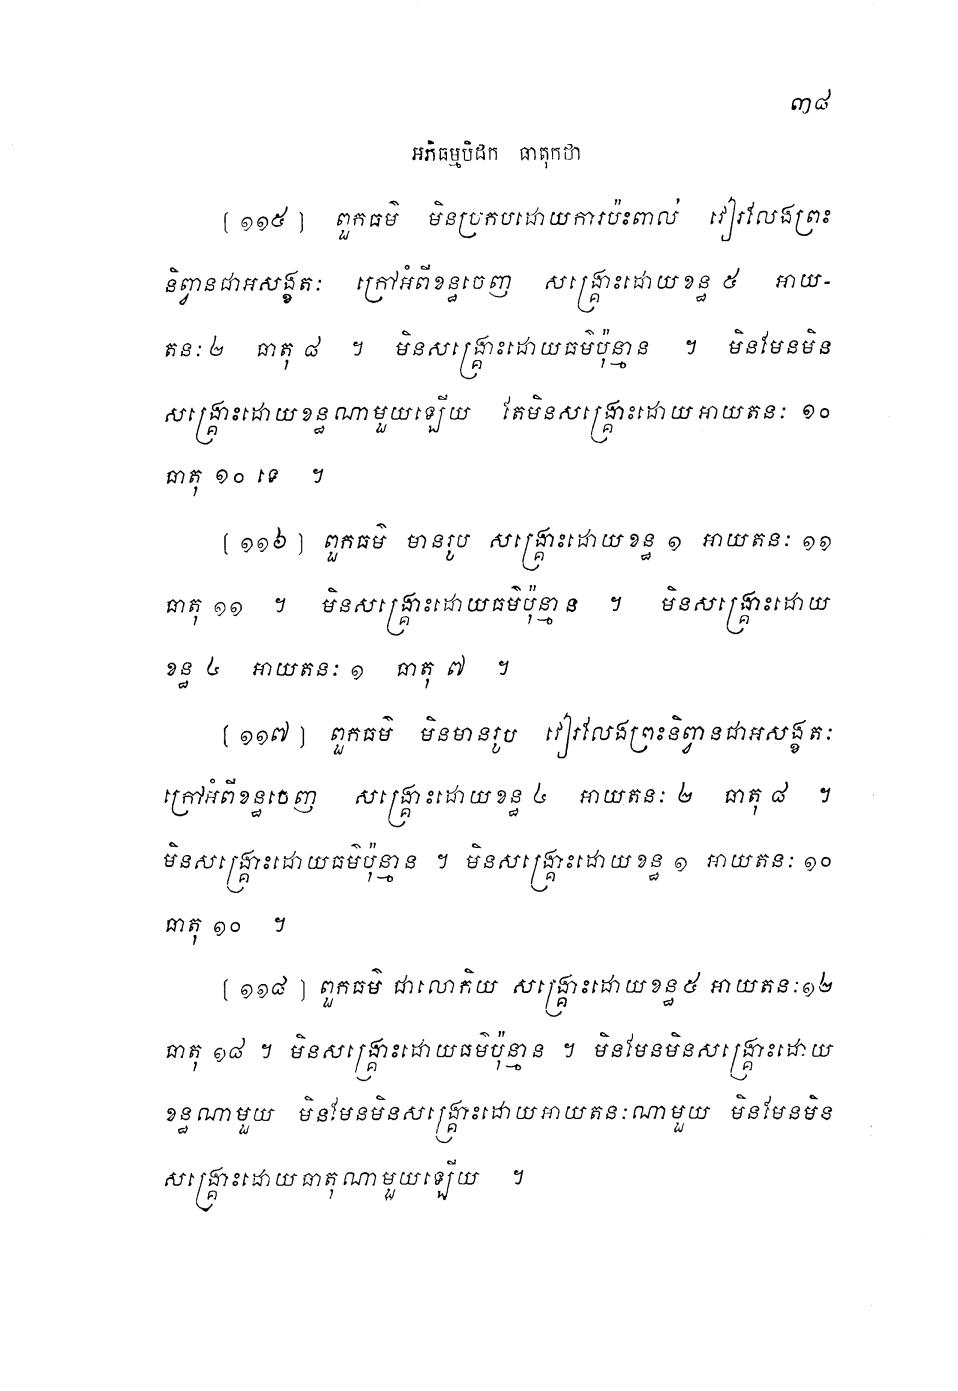 ៣៨
អភិធម្មបិដក ធាតុកថា
[ ១១៥ ] ពួកធម៌ មិនប្រកបដោយការប៉ះពាល់ វៀរលែងព្រះ
និព្វានជាអសង្ខតៈ ក្រៅអំពីខន្ធចេញ សង្គ្រោះដោយខន្ធ ៥ អាយ-
តនៈ ២ ធាតុ ៨ ។ មិនសង្គ្រោះដោយធម៌ប៉ុន្មាន ។ មិនមែនមិន
សង្គ្រោះដោយខន្ធណាមួយឡើយ តែមិនសង្គ្រោះដោយអាយតនៈ ១០
ធាតុ ១០ ទេ ។
[ ១១៦ ] ពួកធម៌ មានរូប សង្គ្រោះដោយខន្ធ ១ អាយតនៈ ១១
ធាតុ ១១ ។ មិនសង្គ្រោះដោយធម៌ប៉ុន្មាន ។ មិនសង្គ្រោះដោយ
ខន្ធ ៤ អាយតនៈ ១ ធាតុ ៧ ។
[ ១១៧ ] ពួកធម៌ មិនមានរូប វៀរលែងព្រះនិព្វានជាអសង្ខតៈ
ក្រៅអំពីខន្ធចេញ សង្គ្រោះដោយខន្ធ ៤ អាយតនៈ ២ ធាតុ ៨ ។
មិនសង្គ្រោះដោយធម៌ប៉ុន្មាន ។ មិនសង្គ្រោះដោយខន្ធ ១ អាយតនៈ ១០
ធាតុ ១០ ។
[ ១១៨ ] ពួកធម៌ ជាលោកិយ សង្គ្រោះដោយខន្ធ ៥ អាយតនៈ ១២
ធាតុ ១៨ ។ មិនសង្គ្រោះដោយធម៌ប៉ុន្មាន ។ មិនមែនមិនសង្គ្រោះដោយ
ខន្ធណាមួយ មិនមែនមិនសង្គ្រោះដោយអាយតនៈណាមួយ មិនមែនមិន
សង្គ្រោះដោយធាតុណាមួយឡើយ ។